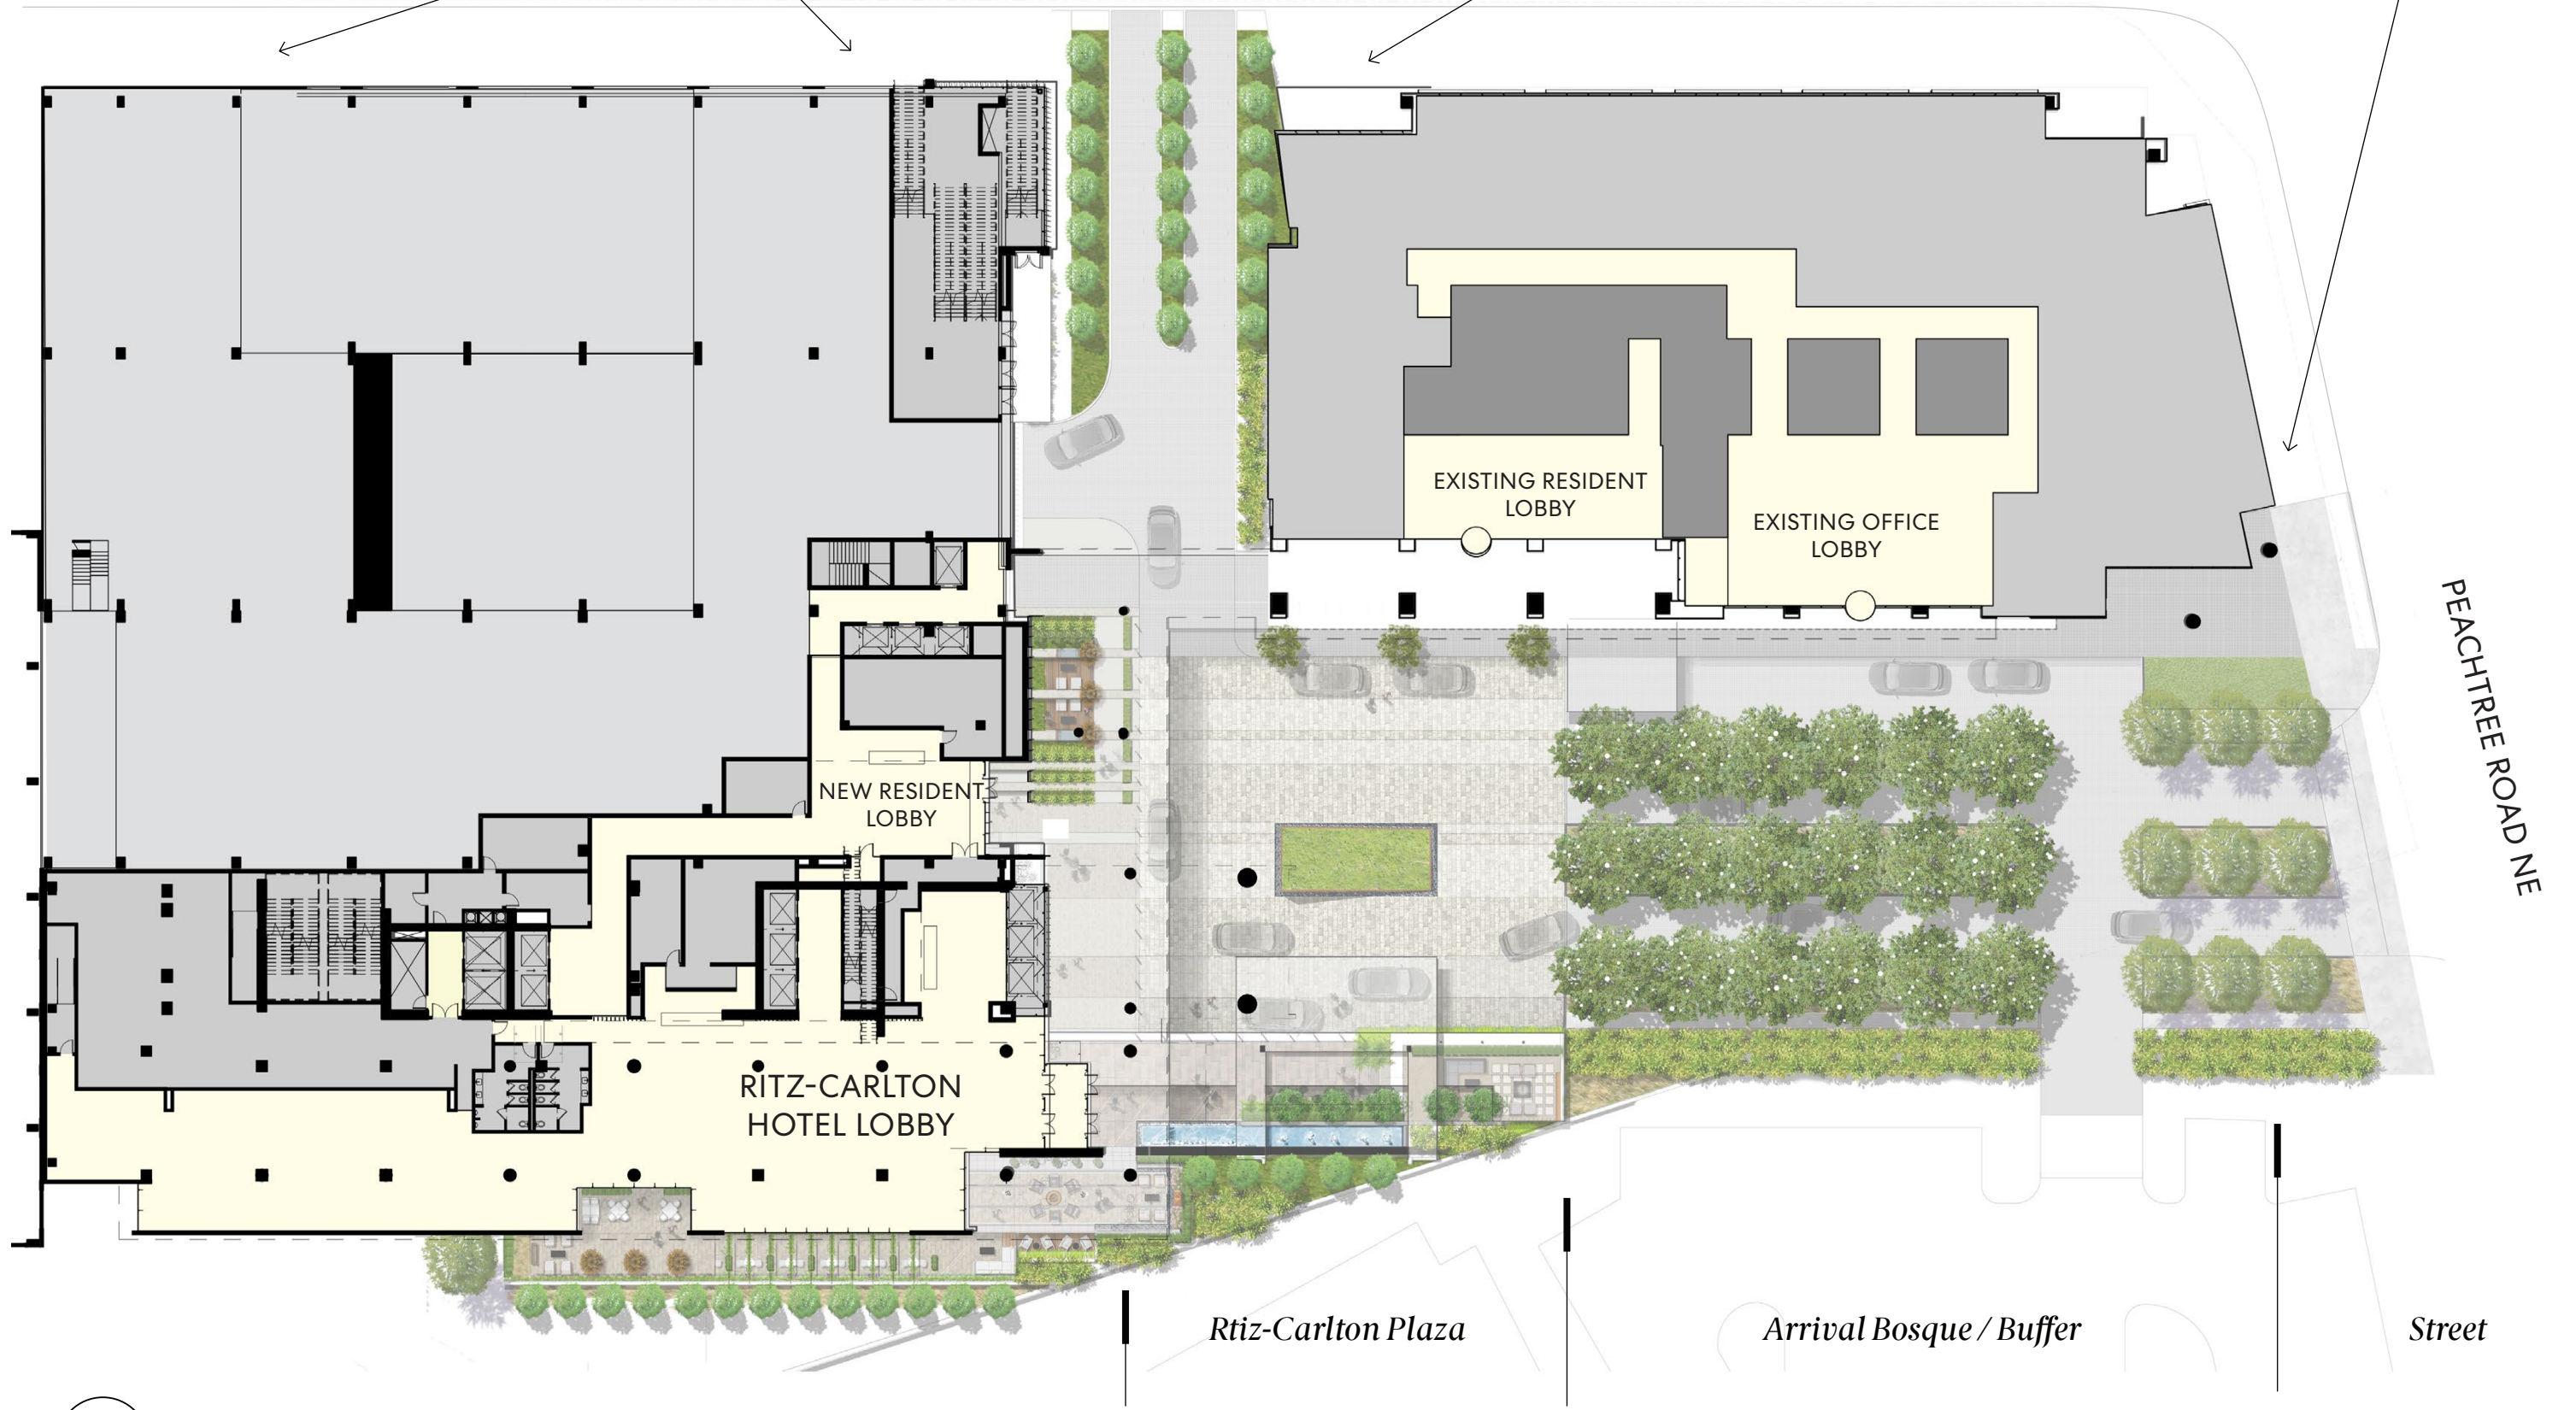 EXISTING RESIDENT
LOBBY
EXISTING OFFICE
LOBBY
PEACHTREE ROAD NE
NEW RESIDENT
LOBBY
RITZ-CARLTON
HOTEL LOBBY
Rtiz-Carlton Plaza
Arrival Bosque / Buffer
Street